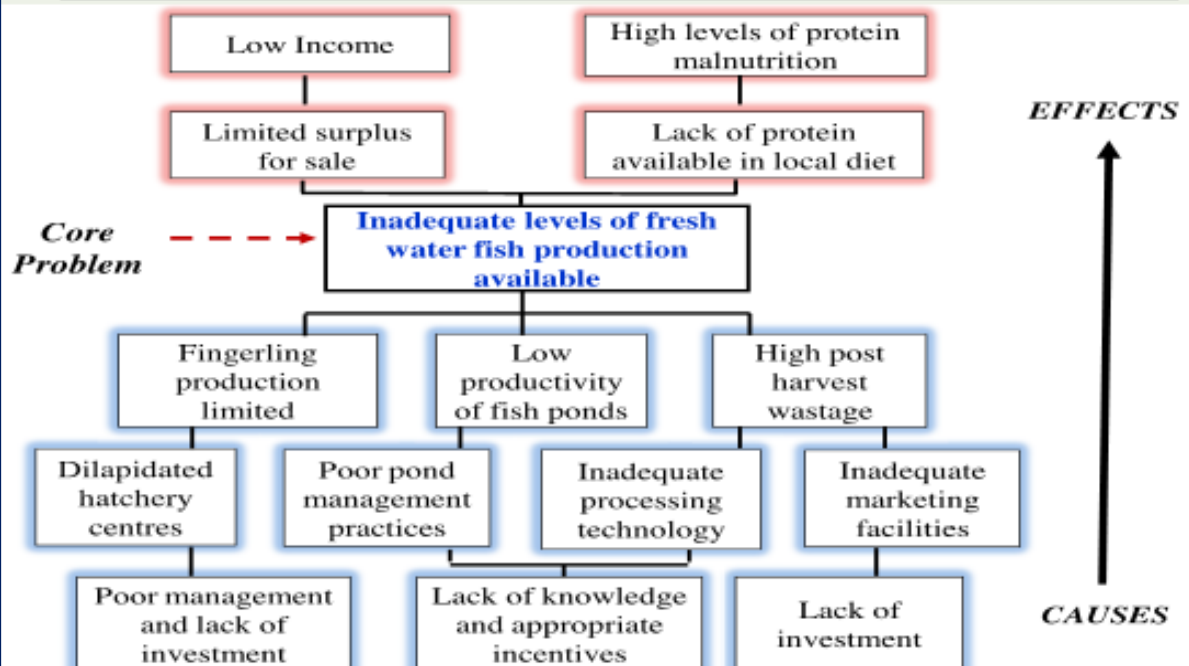 Low Income
High levels of protein
malnutrition
EFFECTS
Limited surplus
for sale
Lack of protein
available in local diet
Core
Problem
Inadequate levels of fresh
water fish production
available
Fingerling
production
limited
Low
productivity
of fish ponds
High post
harvest
wastage
Dilapidated
hatchery
centres
Poor pond
management
practices
Inadequate
processing
technology
Inadequate
marketing
facilities
Poor management
and lack of
investment
Lack of knowledge
and appropriate
incentives
Lack of
investment
CAUSES